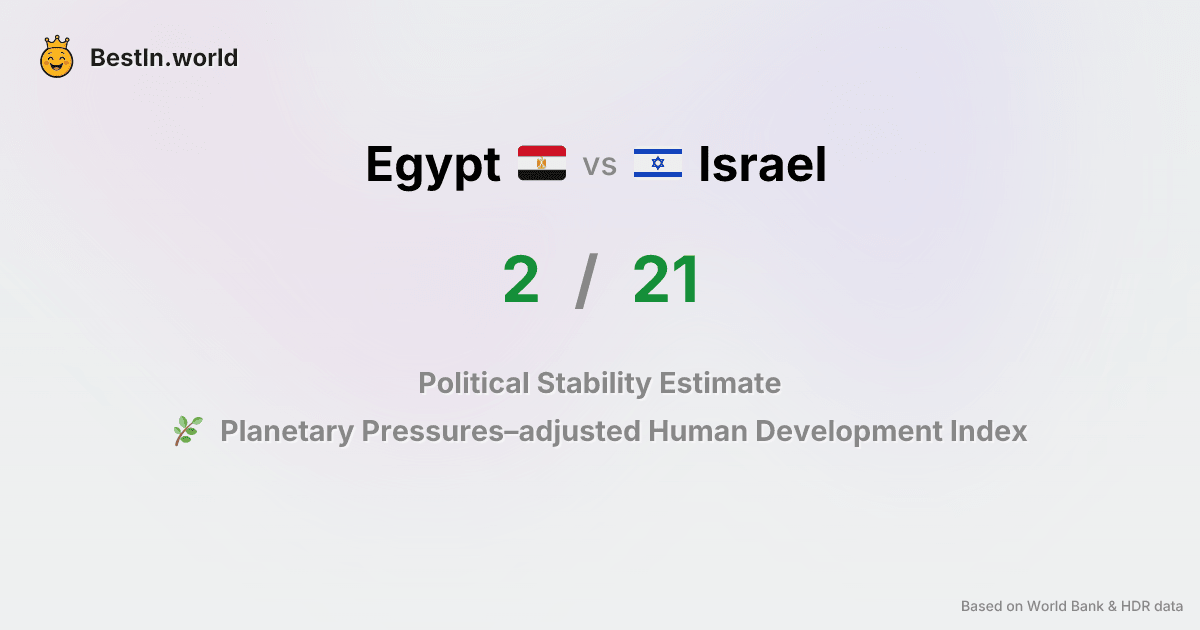 BestIn.world
Egypt vs Israel
2 / 21
Political Stability Estimate
Planetary Pressures–adjusted Human Development Index
Based on World Bank & HDR data